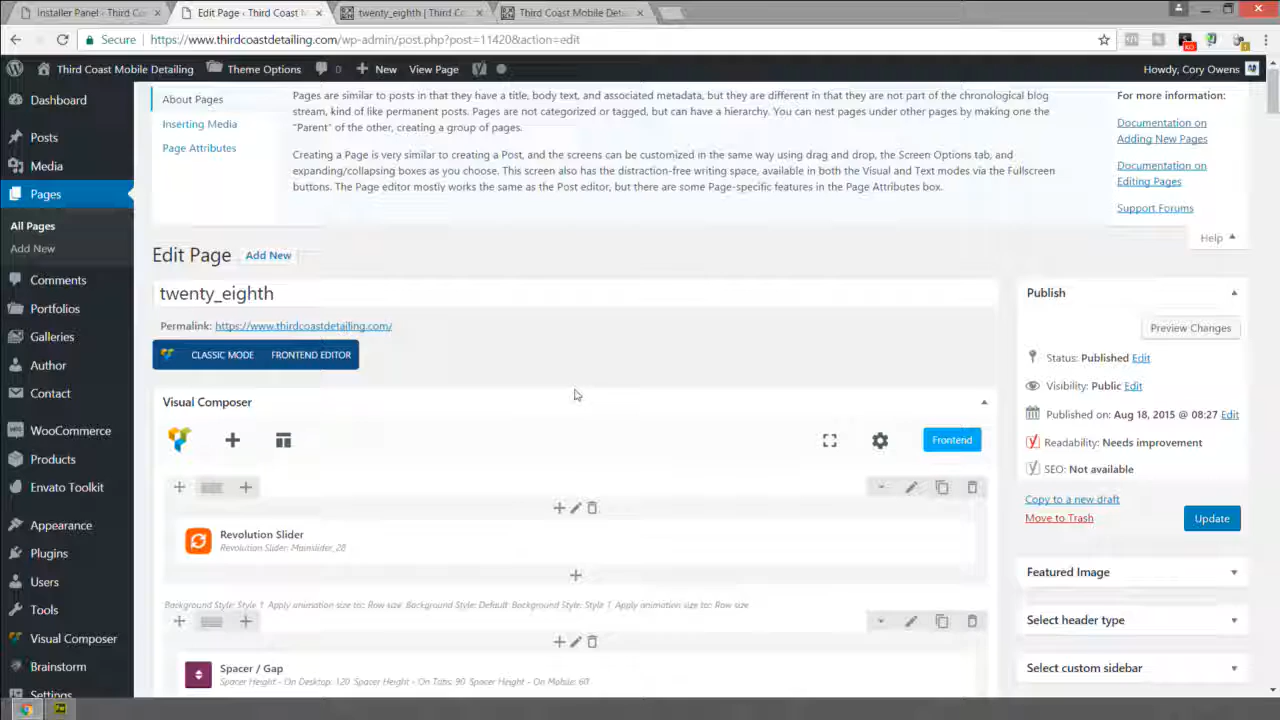 Installer Panel - Third C
Edit Page - Third Coast M
twenty_eighth | Third Co
Third Coast Mobile Detail
Secure
https://www.thirdcoastdetailing.com/wp-admin/post.php?post=11420&action=edit
Third Coast Mobile Detailing
Theme Options
0
New
View Page
Howdy, Cory Owens
Dashboard
Posts
Media
Pages
All Pages
Add New
Comments
Portfolios
Galleries
Author
Contact
WooCommerce
Products
Envato Toolkit
Appearance
Plugins
Users
Tools
Visual Composer
Brainstorm
Settings
About Pages
Inserting Media
Page Attributes
Pages are similar to posts in that they have a title, body text, and associated metadata, but they are different in that they are not part of the chronological blog
stream, kind of like permanent posts. Pages are not categorized or tagged, but can have a hierarchy. You can nest pages under other pages by making one the
"Parent" of the other, creating a group of pages.
Creating a Page is very similar to creating a Post, and the screens can be customized in the same way using drag and drop, the Screen Options tab, and
expanding/collapsing boxes as you choose. This screen also has the distraction-free writing space, available in both the Visual and Text modes via the Fullscreen
buttons. The Page editor mostly works the same as the Post editor, but there are some Page-specific features in the Page Attributes box.
For more information:
Documentation on
Adding New Pages
Documentation on
Editing Pages
Support Forums
Help
Edit Page
Add New
twenty_eighth
Permalink: https://www.thirdcoastdetailing.com/
CLASSIC MODE
FRONTEND EDITOR
Visual Composer
Frontend
Revolution Slider
Revolution Slider: Mainslider_28
Background Style: Style 1 Apply animation size to: Row size Background Style: Default Background Style: Style 1 Apply animation size to: Row size
Spacer / Gap
Spacer Height - On Desktop: 120 Spacer Height - On Tabs: 90 Spacer Height - On Mobile: 60
Publish
Preview Changes
Status: Published Edit
Visibility: Public Edit
Published on: Aug 18, 2015 @ 08:27 Edit
Readability: Needs improvement
SEO: Not available
Copy to a new draft
Move to Trash
Update
Featured Image
Select header type
Select custom sidebar